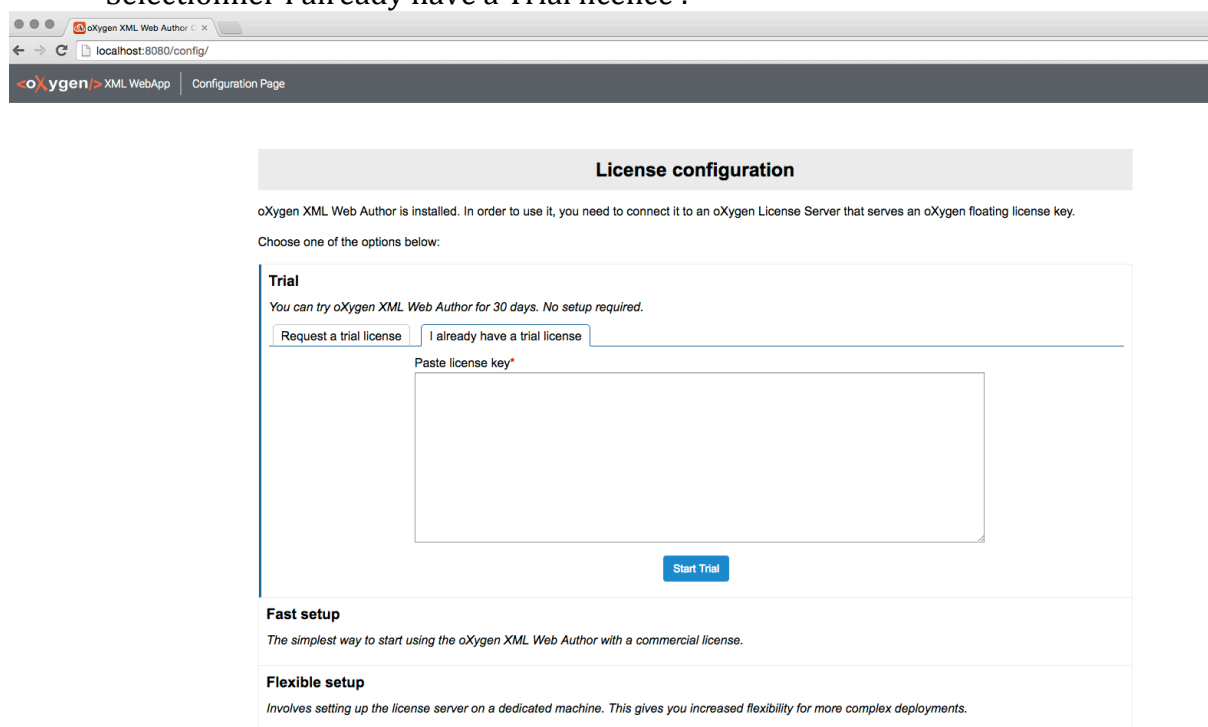 Selectionner I already have a Trial licence :
oXygen XML Web Author C ×
localhost:8080/config/
<oXygen/> XML WebApp | Configuration Page
License configuration
oXygen XML Web Author is installed. In order to use it, you need to connect it to an oXygen License Server that serves an oXygen floating license key.
Choose one of the options below:
Trial
You can try oXygen XML Web Author for 30 days. No setup required.
Request a trial license I already have a trial license
Paste license key*
Start Trial
Fast setup
The simplest way to start using the oXygen XML Web Author with a commercial license.
Flexible setup
Involves setting up the license server on a dedicated machine. This gives you increased flexibility for more complex deployments.